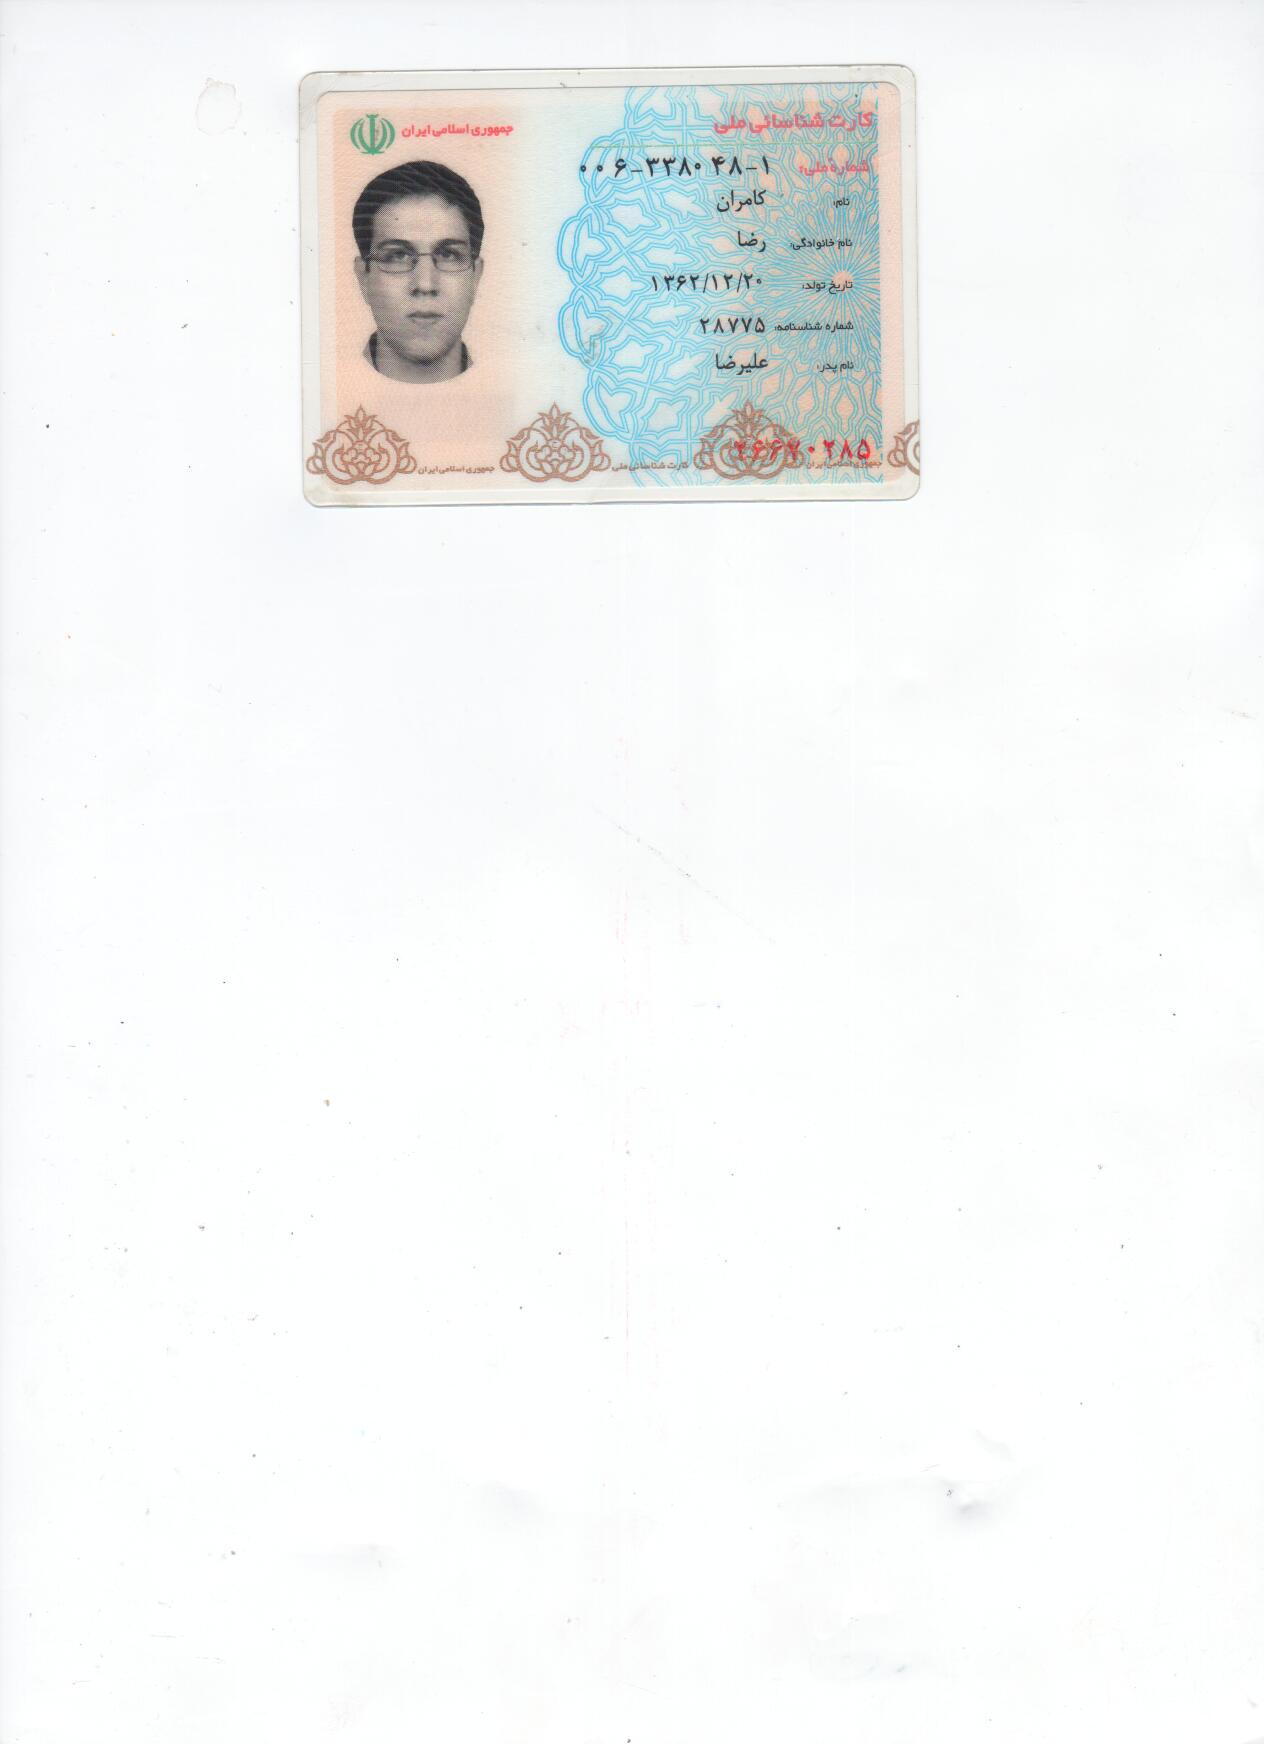 کارت شناسائی ملی
جمهوری اسلامی ایران
شماره ملی: ۰۰۶-۳۳۸۰۴۸-۱
نام: کامران
نام خانوادگی: رضا
تاریخ تولد: ۱۳۶۲/۱۲/۲۰
شماره شناسنامه: ۲۸۷۷۵
نام پدر: علیرضا
جمهوری اسلامی ایران کارت شناسائی ملی جمهوری اسلامی ایران